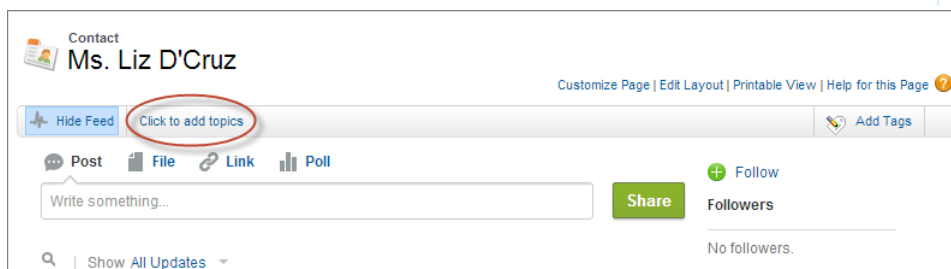 Contact
Ms. Liz D'Cruz
Customize Page | Edit Layout | Printable View | Help for this Page ?
Hide Feed Click to add topics Add Tags
Post File Link Poll
Follow
Write something... Share
Followers
No followers.
| Show All Updates